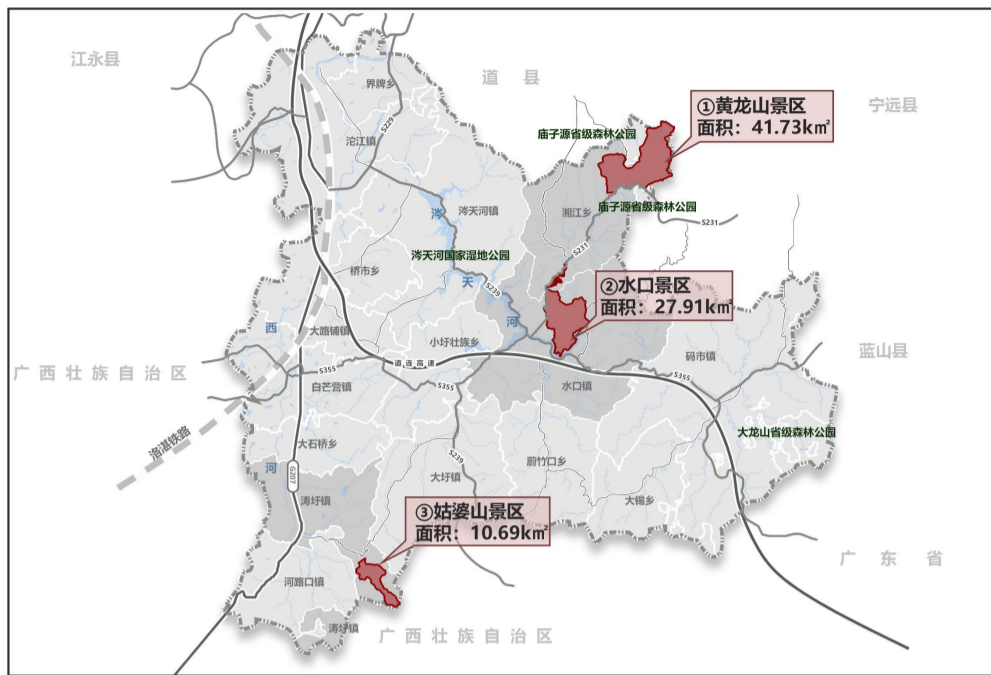 江永县
道县
宁远县
界牌乡
S229
沱江镇
庙子源省级森林公园
①黄龙山景区
面积：41.73k㎡
涔天河镇
涔
湘江乡
庙子源省级森林公园
S231
S231
涔天河国家湿地公园
桥市乡
天
S239
②水口景区
面积：27.91k㎡
西
大路铺镇
河
小圩壮族乡
码市镇
蓝山县
广西壮族自治区
S355
道连高速
S355
S355
白芒营镇
水口镇
洛湛铁路
大石桥乡
大龙山省级森林公园
河
G207
S239
蔚竹口乡
大圩镇
涛圩镇
大锡乡
③姑婆山景区
面积：10.69k㎡
广东省
河路口镇
涛圩镇
广西壮族自治区